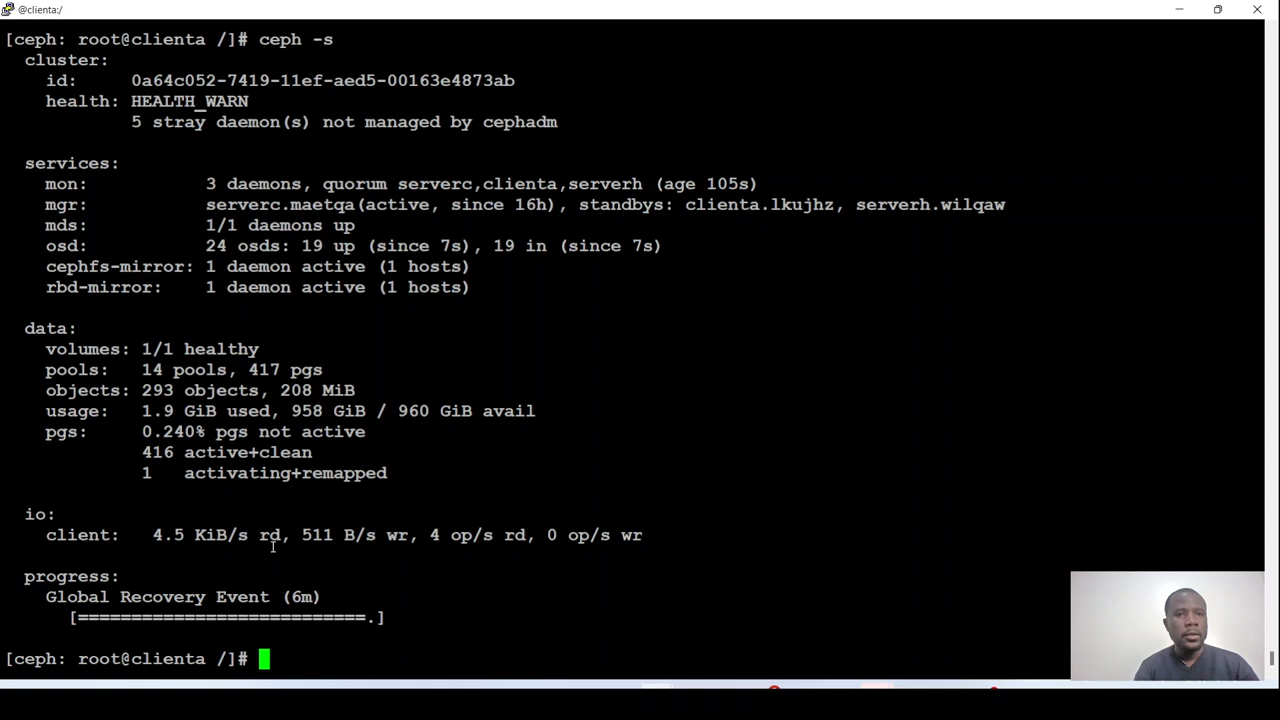 @clienta:/
[ceph: root@clienta /]# ceph -s
cluster:
id: 0a64c052-7419-11ef-aed5-00163e4873ab
health: HEALTH_WARN
5 stray daemon(s) not managed by cephadm
services:
mon: 3 daemons, quorum serverc,clienta,serverh (age 105s)
mgr: serverc.maetqa(active, since 16h), standbys: clienta.lkujhz, serverh.wilqaw
mds: 1/1 daemons up
osd: 24 osds: 19 up (since 7s), 19 in (since 7s)
cephfs-mirror: 1 daemon active (1 hosts)
rbd-mirror: 1 daemon active (1 hosts)
data:
volumes: 1/1 healthy
pools: 14 pools, 417 pgs
objects: 293 objects, 208 MiB
usage: 1.9 GiB used, 958 GiB / 960 GiB avail
pgs: 0.240% pgs not active
416 active+clean
1 activating+remapped
io:
client: 4.5 KiB/s rd, 511 B/s wr, 4 op/s rd, 0 op/s wr
progress:
Global Recovery Event (6m)
[===========================.]
[ceph: root@clienta /]#